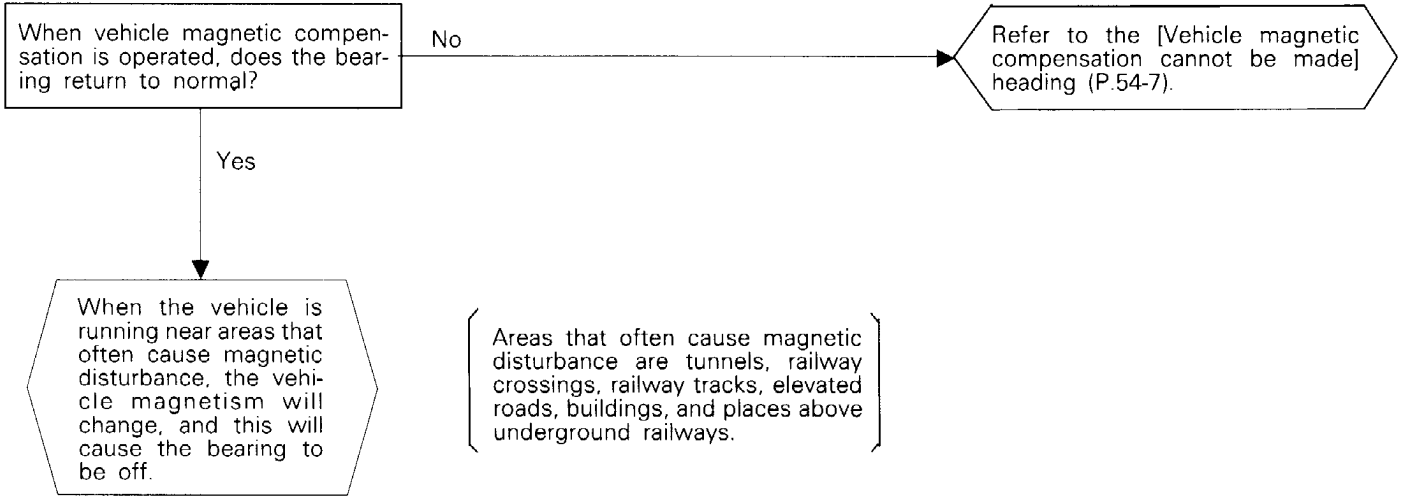 When vehicle magnetic compen-
sation is operated, does the bear-
ing return to normal?
No
Refer to the [Vehicle magnetic
compensation cannot be made]
heading (P.54-7).
Yes
When the vehicle is
running near areas that
often cause magnetic
disturbance, the vehi-
cle magnetism will
change, and this will
cause the bearing to
be off.
Areas that often cause magnetic
disturbance are tunnels, railway
crossings, railway tracks, elevated
roads, buildings, and places above
underground railways.